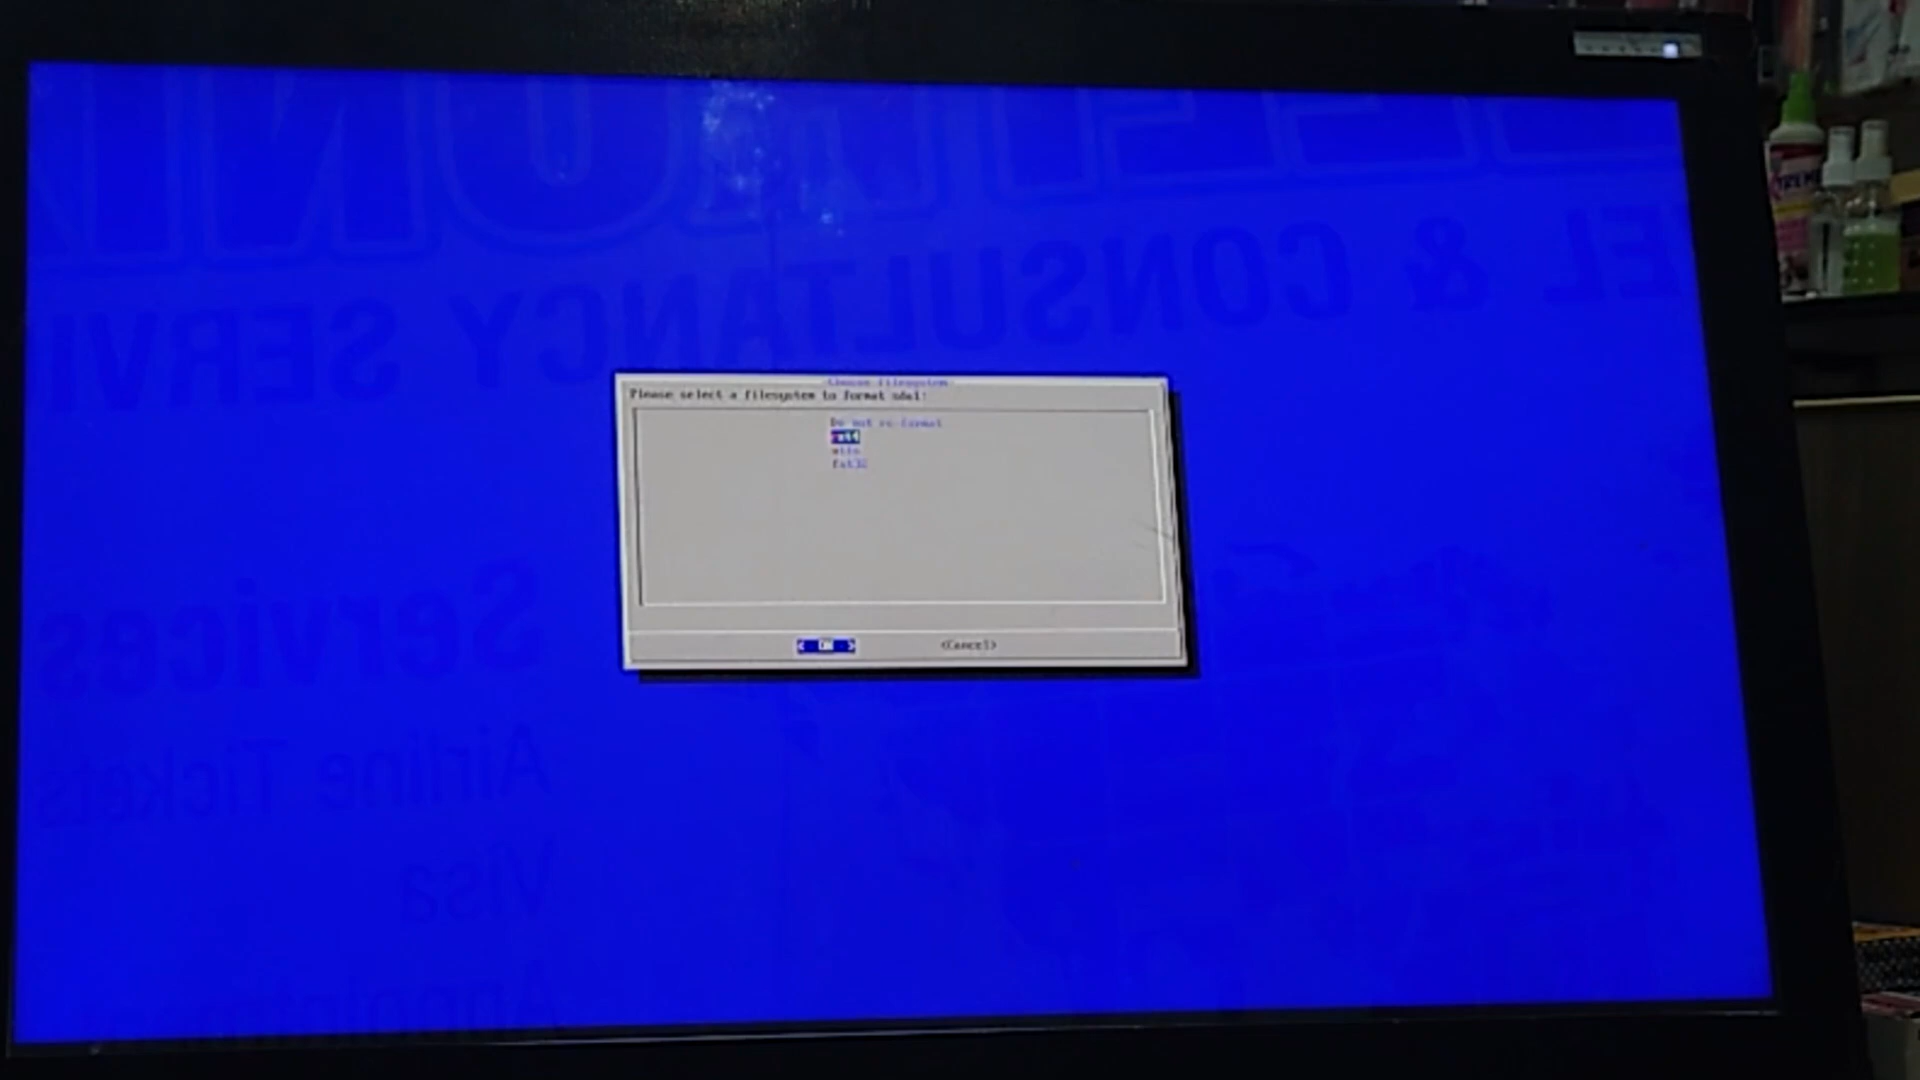 Choose filesystem
Please select a filesystem to format sda1:
Do not re-format
ext4
ntfs
fat32
< OK >
<Cancel>
& CONSULTANCY SERVI
Services
Airline Tickets
Visa